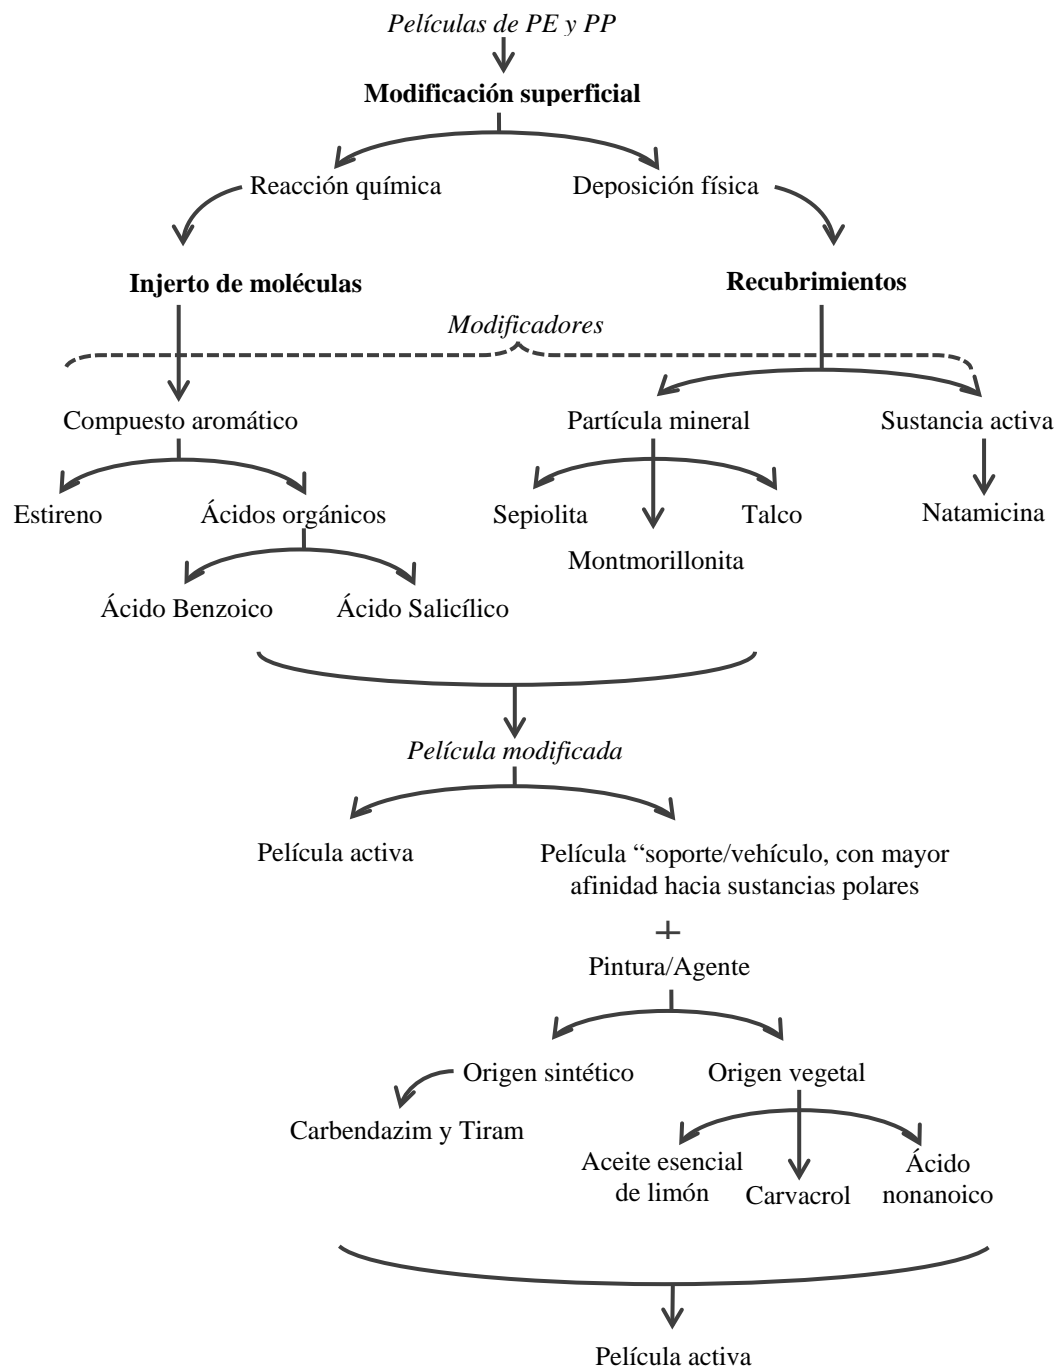 Películas de PE y PP
Modificación superficial
Reacción química
Deposición física
Injerto de moléculas
Recubrimientos
Modificadores
Compuesto aromático
Partícula mineral
Sustancia activa
Estireno
Ácidos orgánicos
Sepiolita
Talco
Natamicina
Montmorillonita
Ácido Benzoico
Ácido Salicílico
Película modificada
Película activa
Película “soporte/vehículo, con mayor
afinidad hacia sustancias polares
+
Pintura/Agente
Origen sintético
Origen vegetal
Carbendazim y Tiram
Aceite esencial
de limón
Carvacrol
Ácido
nonanoico
Película activa